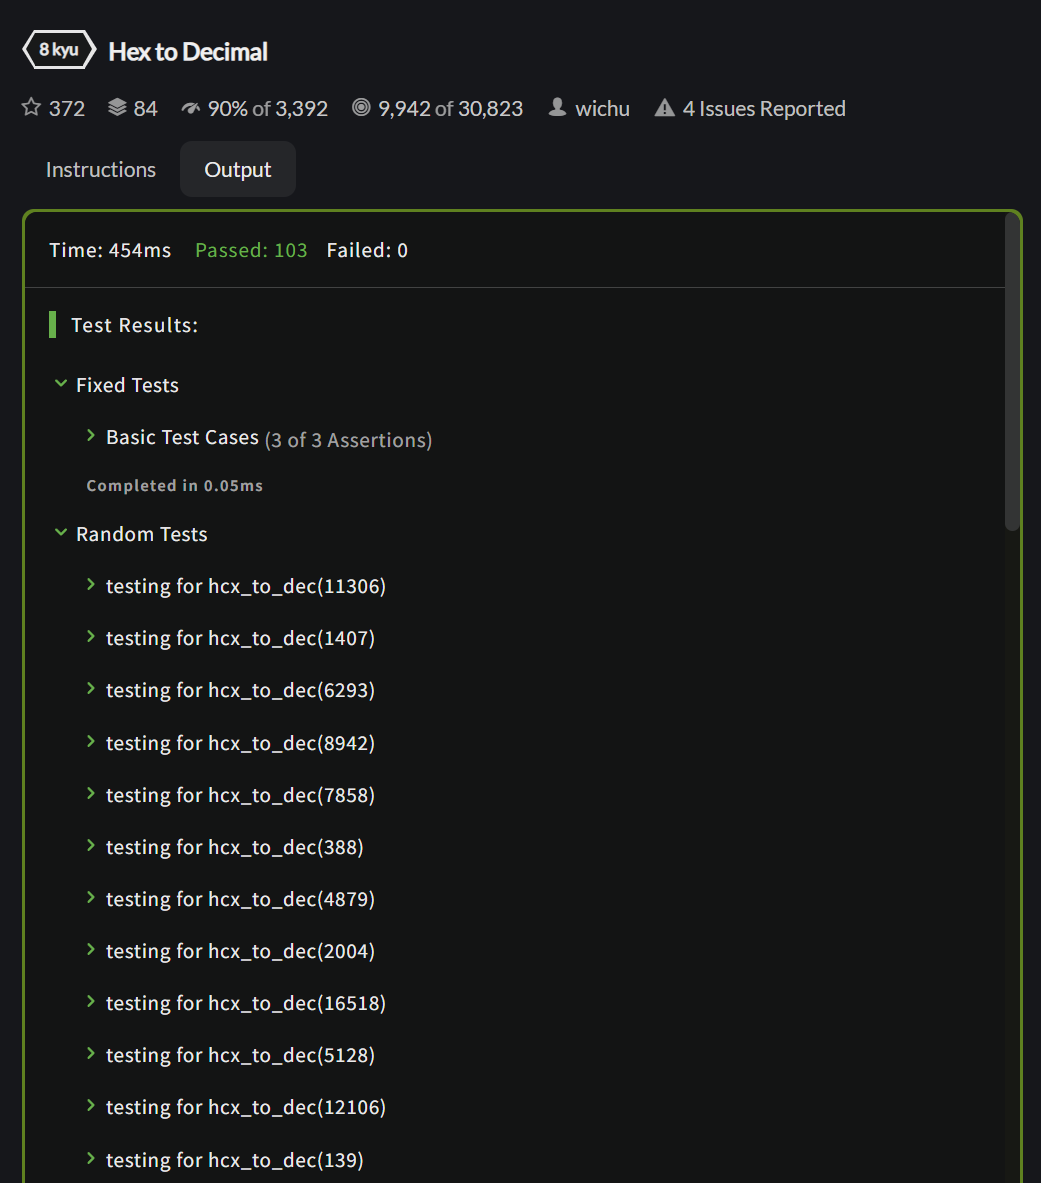 8 kyu Hex to Decimal
372 84 90% of 3,392 9,942 of 30,823 wichu 4 Issues Reported
Instructions Output
Time: 454ms Passed: 103 Failed: 0
Test Results:
Fixed Tests
Basic Test Cases (3 of 3 Assertions)
Completed in 0.05ms
Random Tests
testing for hcx_to_dec(11306)
testing for hcx_to_dec(1407)
testing for hcx_to_dec(6293)
testing for hcx_to_dec(8942)
testing for hcx_to_dec(7858)
testing for hcx_to_dec(388)
testing for hcx_to_dec(4879)
testing for hcx_to_dec(2004)
testing for hcx_to_dec(16518)
testing for hcx_to_dec(5128)
testing for hcx_to_dec(12106)
testing for hcx_to_dec(139)